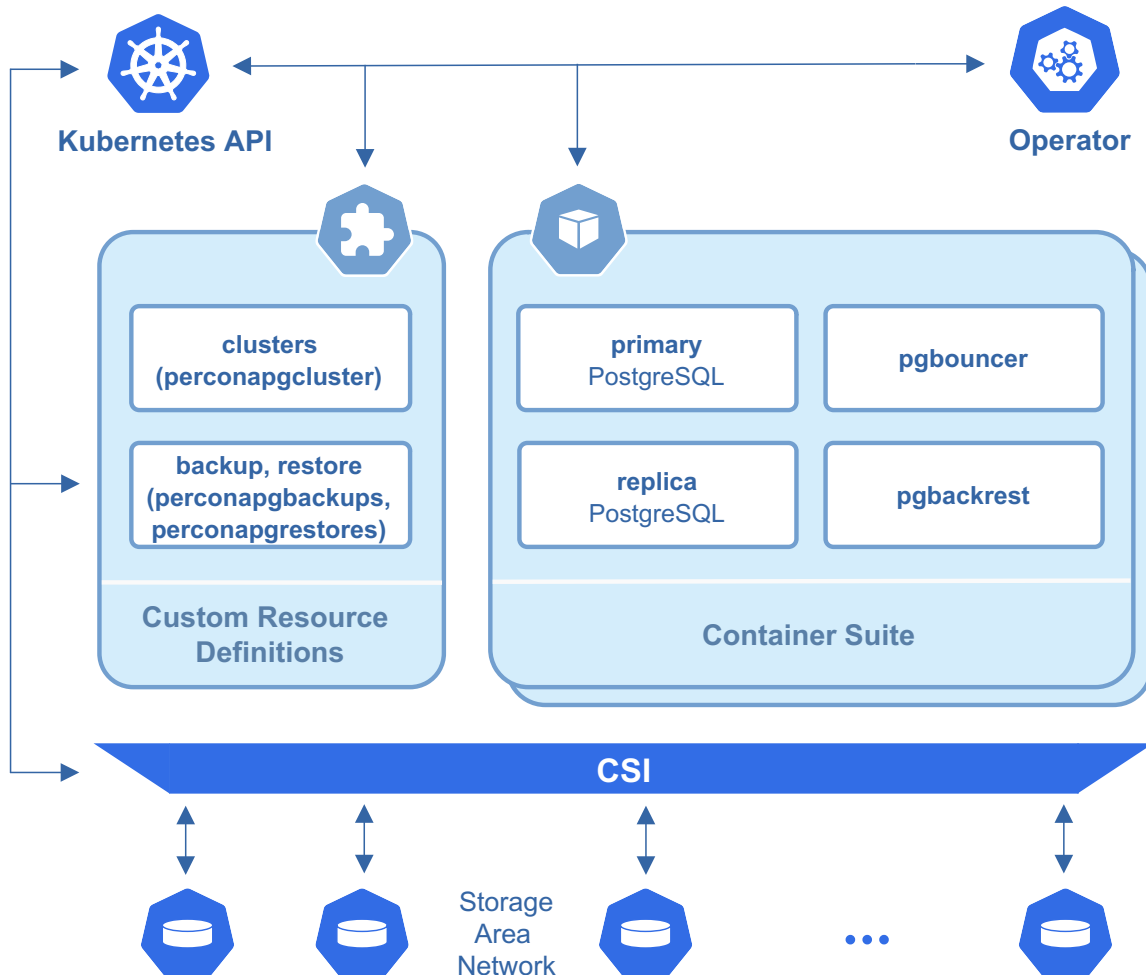 Kubernetes API
Operator
clusters
(perconapgcluster)
backup, restore
(perconapgbackups,
perconapgrestores)
Custom Resource
Definitions
primary
PostgreSQL
pgbouncer
replica
PostgreSQL
pgbackrest
Container Suite
CSI
Storage
Area
Network
...